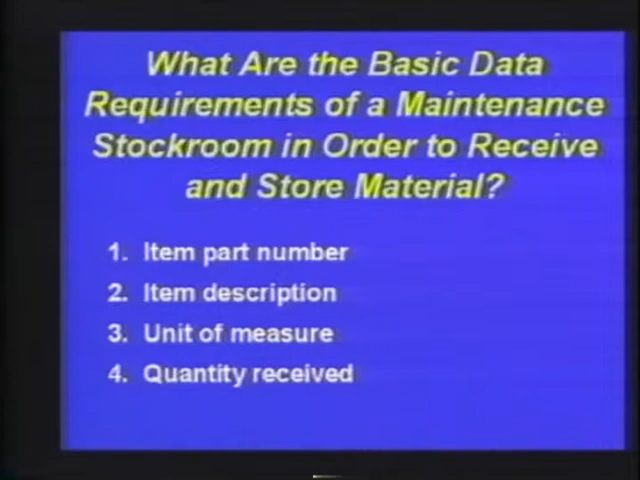 What Are the Basic Data
Requirements of a Maintenance
Stockroom in Order to Receive
and Store Material?
1. Item part number
2. Item description
3. Unit of measure
4. Quantity received